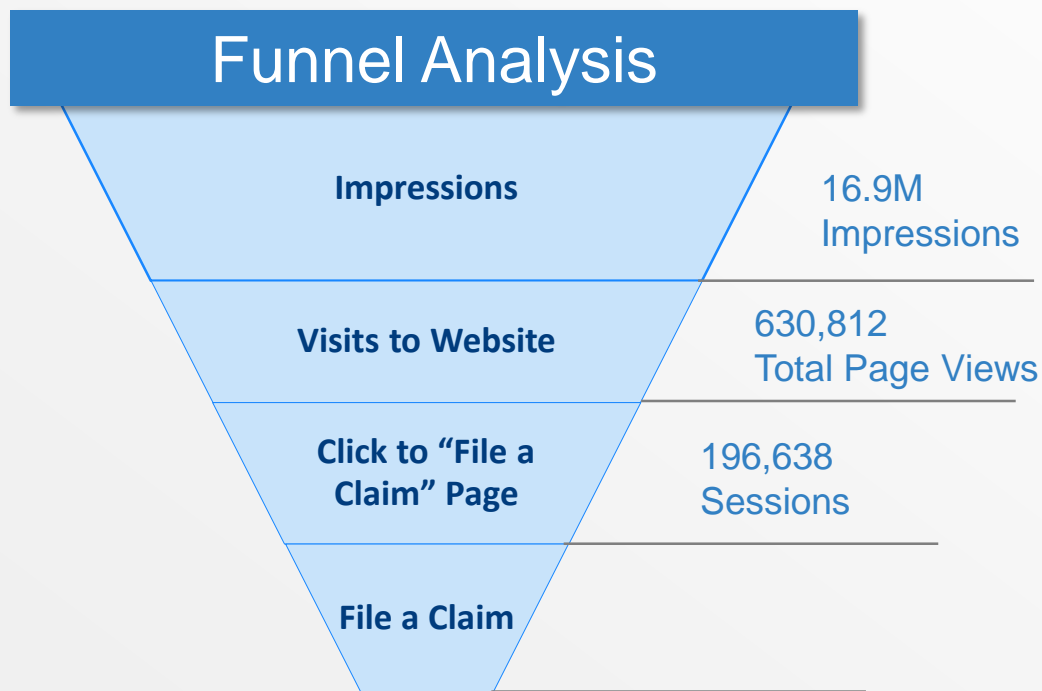 Funnel Analysis
Impressions
16.9M
Impressions
Visits to Website
630,812
Total Page Views
Click to “File a
Claim” Page
196,638
Sessions
File a Claim